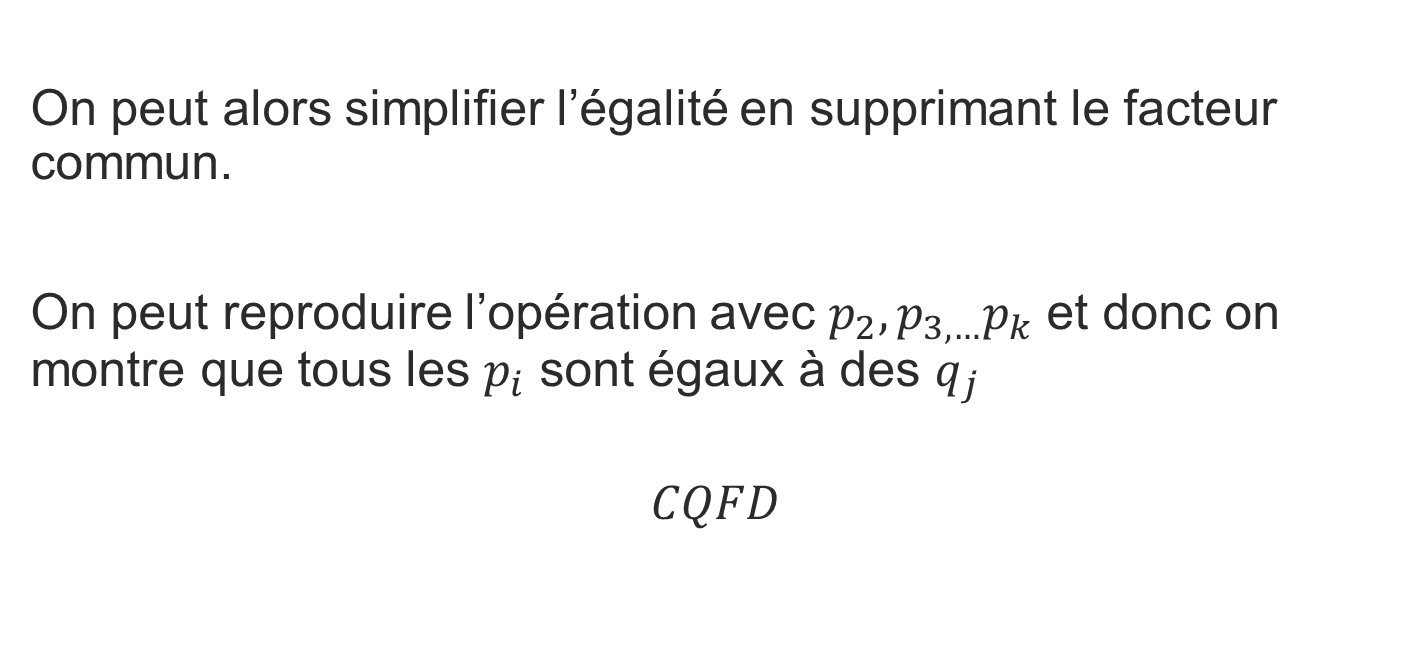 On peut alors simplifier l’égalité en supprimant le facteur
commun.
On peut reproduire l’opération avec p₂, p₃,…pₖ et donc on
montre que tous les pᵢ sont égaux à des qⱼ
CQFD